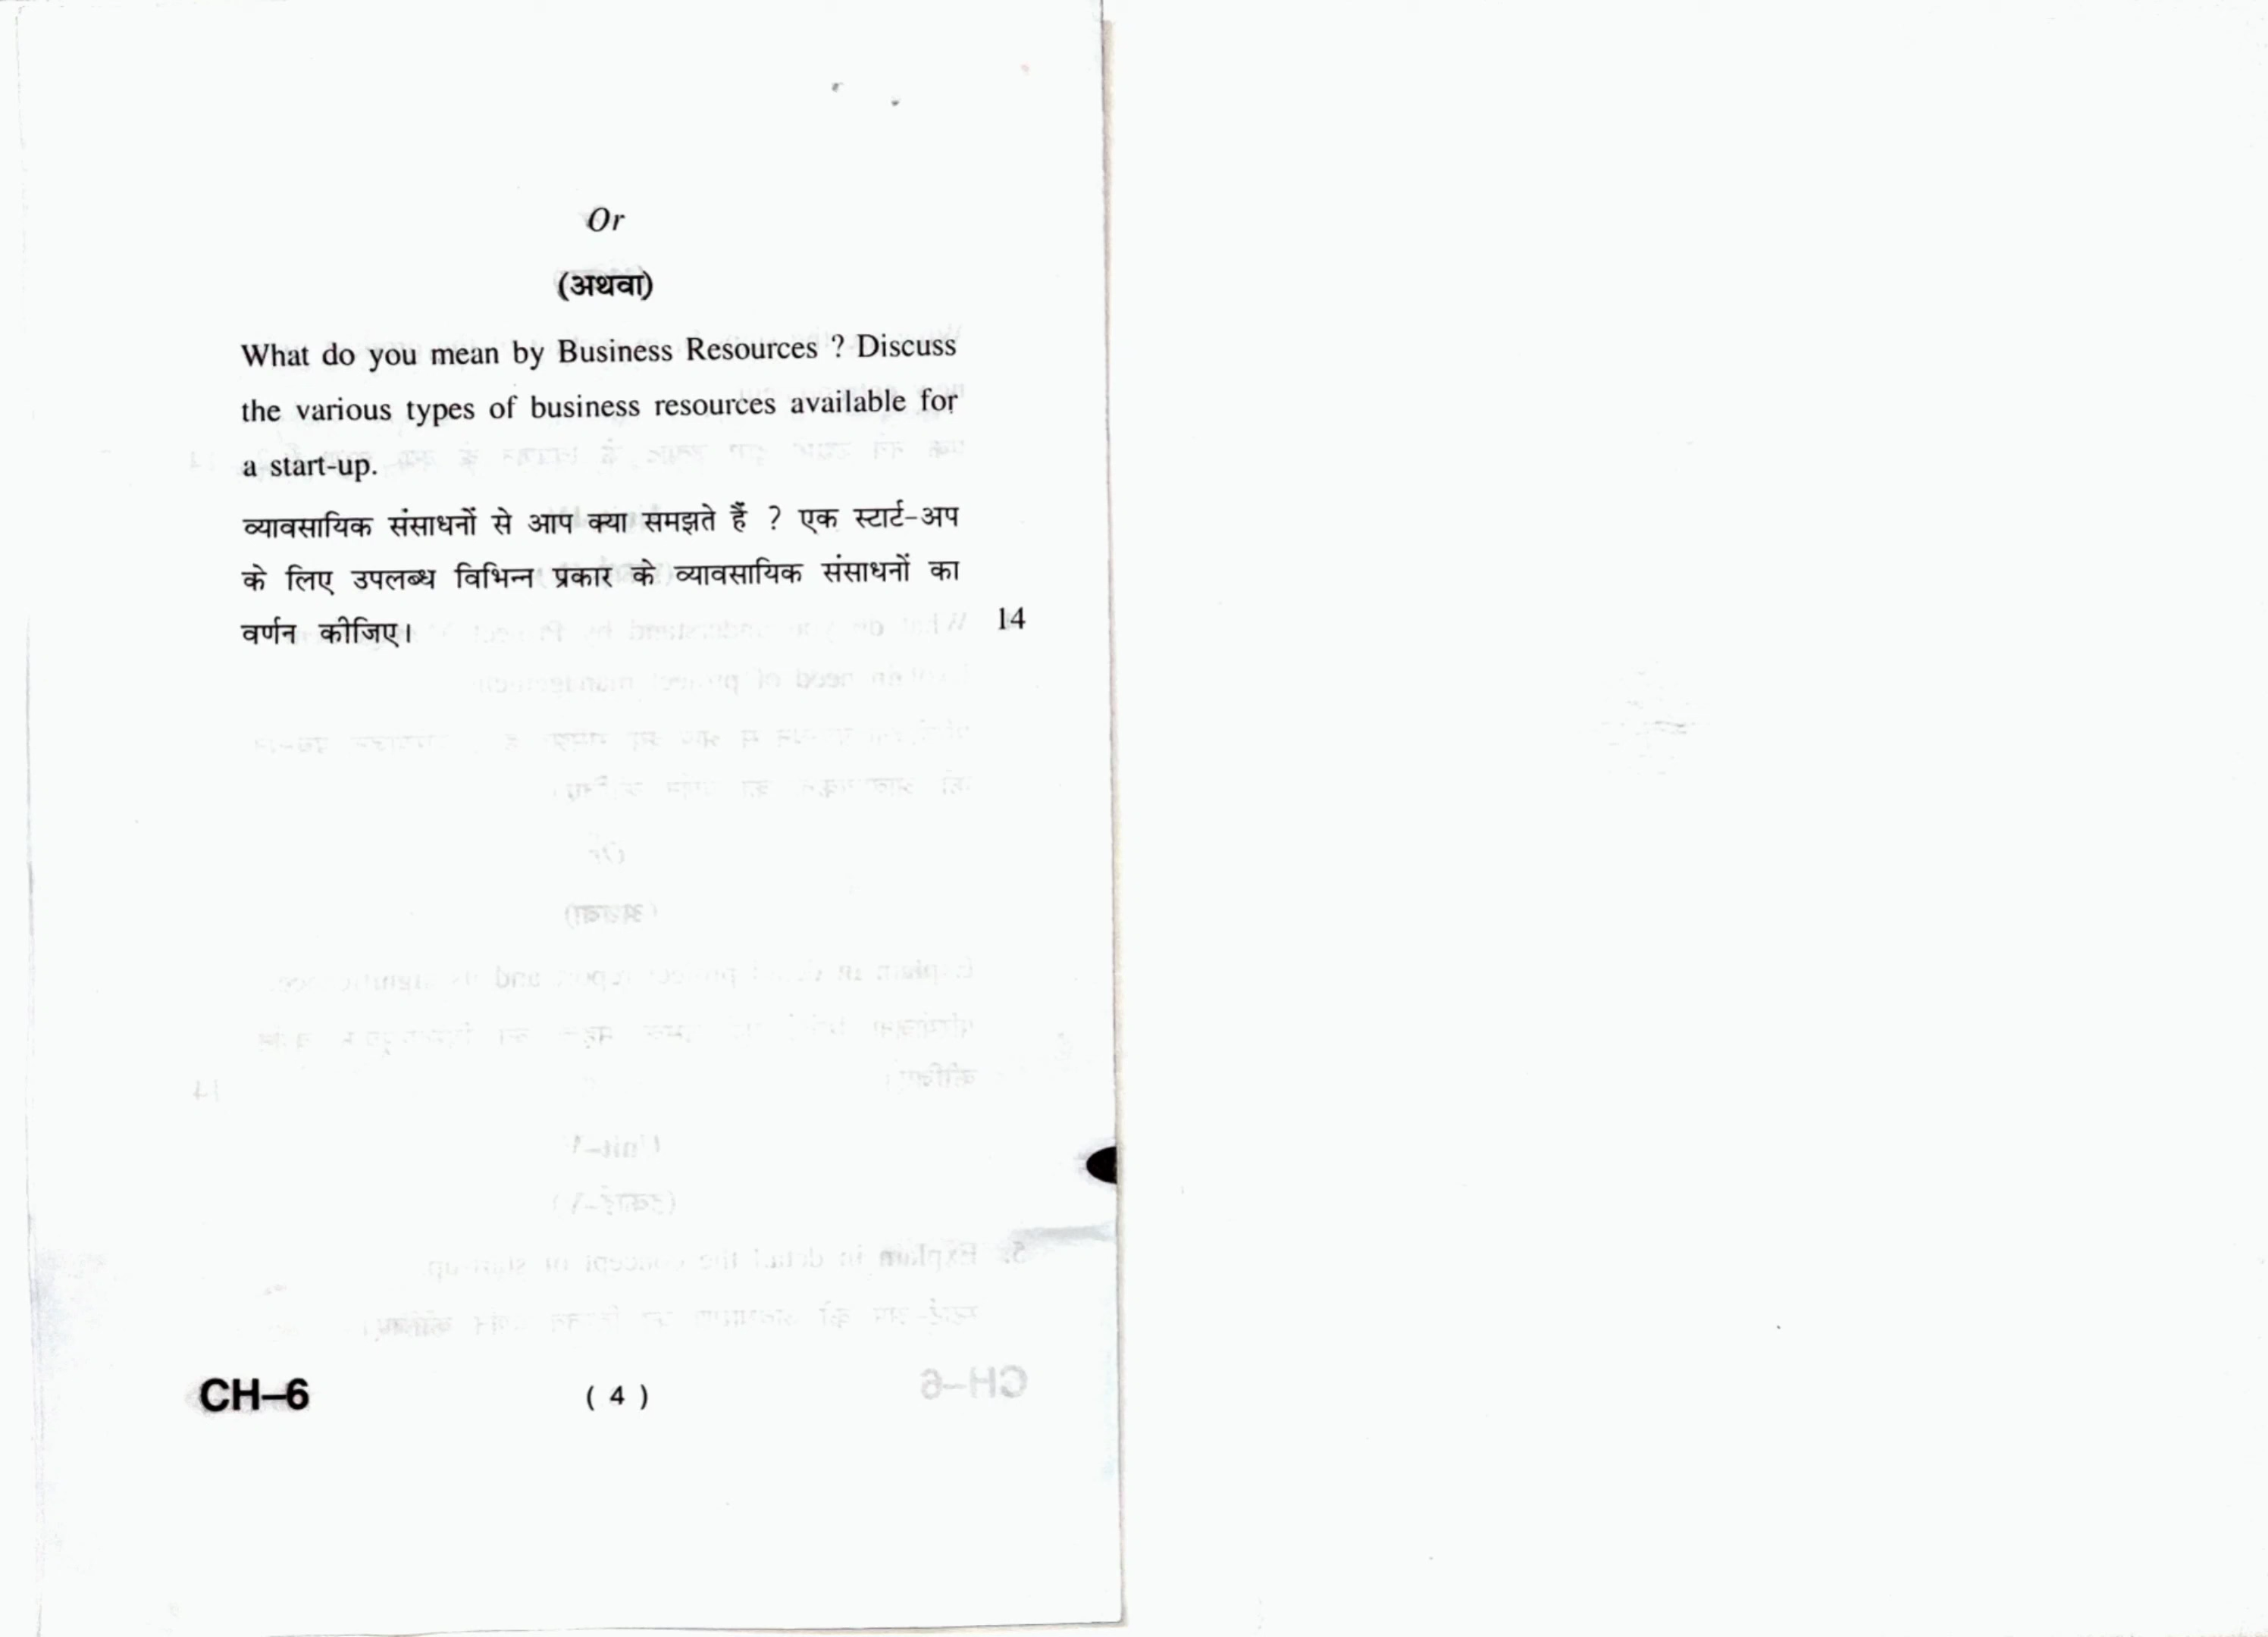 Or
(अथवा)
What do you mean by Business Resources ? Discuss
the various types of business resources available for
a start-up.
व्यावसायिक संसाधनों से आप क्या समझते हैं ? एक स्टार्ट-अप
के लिए उपलब्ध विभिन्न प्रकार के व्यावसायिक संसाधनों का
वर्णन कीजिए। 14
CH–6 ( 4 )